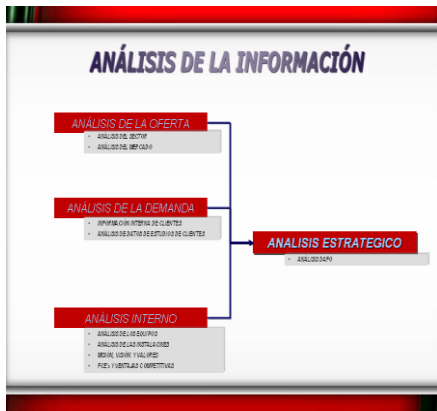 ANÁLISIS DE LA INFORMACIÓN
ANÁLISIS DE LA OFERTA
• ANÁLISIS DEL SECTOR
• ANÁLISIS DEL MERCADO
ANÁLISIS DE LA DEMANDA
• INFORMACION INTERNA DE CLIENTES
• ANÁLISIS DE DATOS DE ESTUDIOS DE CLIENTES
ANALISIS ESTRATEGICO
• ANALISIS DAFO
ANÁLISIS INTERNO
• ANÁLISIS DE LOS EQUIPOS
• ANÁLISIS DE LAS INSTALACIONES
• MISION, VISION Y VALORES
• Y VENTAJAS COMPETITIVAS